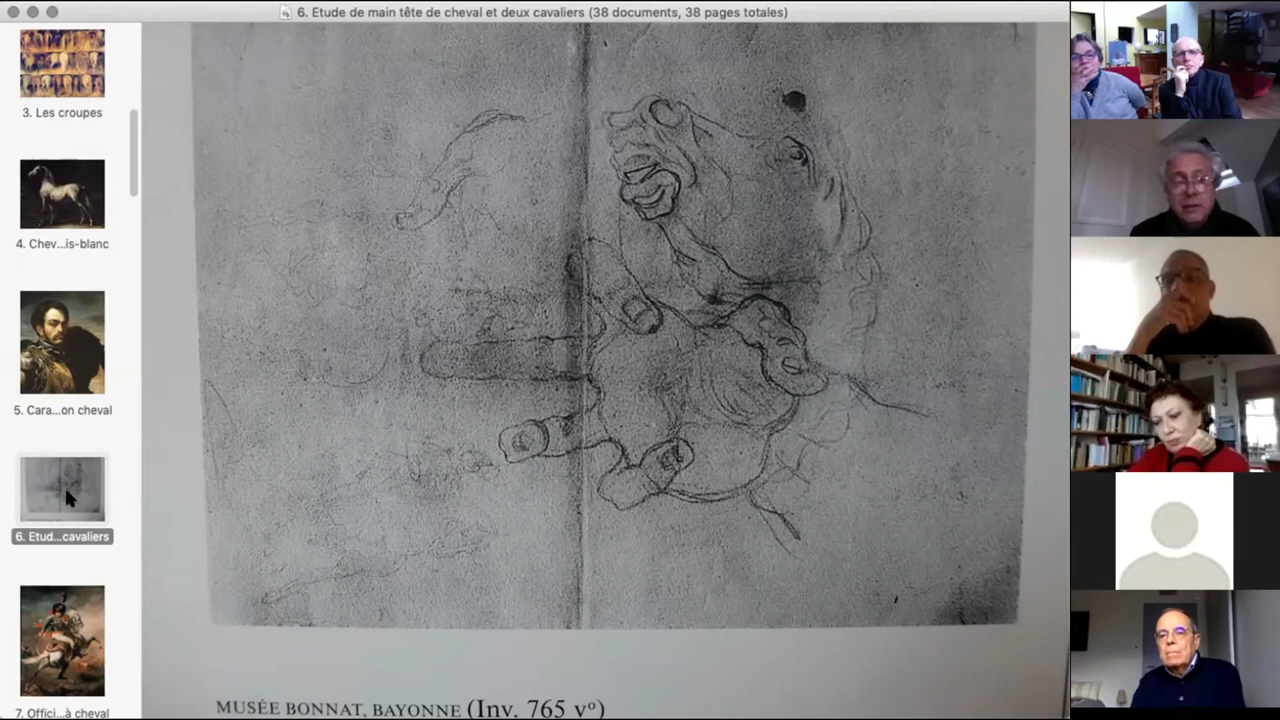 6. Etude de main tête de cheval et deux cavaliers (38 documents, 38 pages totales)
3. Les croupes
4. Chev...is-blanc
5. Cara...on cheval
6. Etud...cavaliers
7. Offici...à cheval
MUSÉE BONNAT, BAYONNE (Inv. 765 vº)